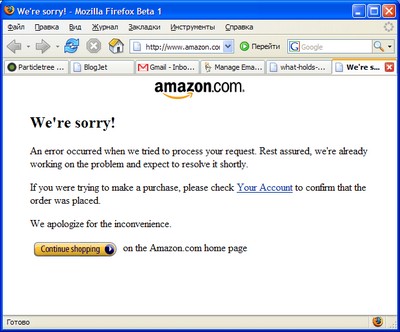 We're sorry! - Mozilla Firefox Beta 1
Файл Правка Вид Журнал Закладки Инструменты Справка
http://www.amazon.co Перейти Google
Partidetree BlogJet Gmail - Inbo... Manage Ema... what-holds- We're s...
amazon.com.
We're sorry!
An error occurred when we tried to process your request. Rest assured, we're already
working on the problem and expect to resolve it shortly.
If you were trying to make a purchase, please check Your Account to confirm that the
order was placed.
We apologize for the inconvenience.
Continue shopping on the Amazon.com home page
Готово